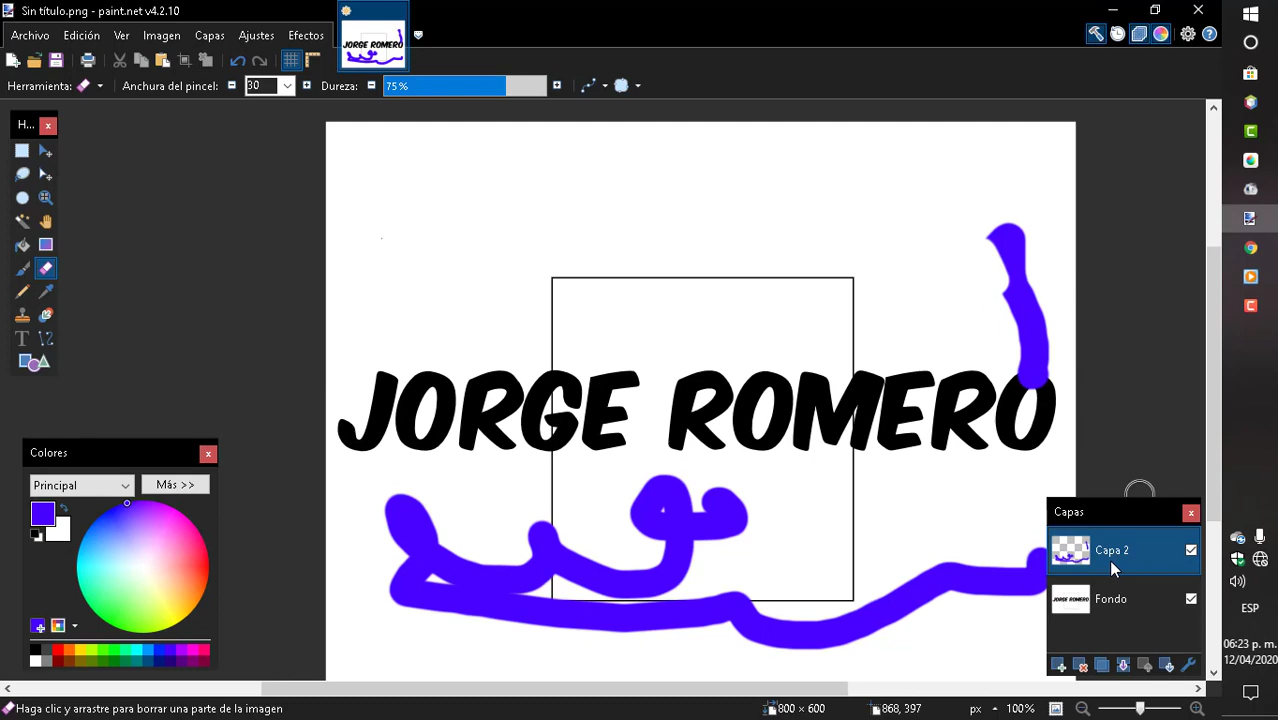 Sin título.png - paint.net v4.2.10
Archivo Edición Ver Imagen Capas Ajustes Efectos
Herramienta: Anchura del pincel: 30 Dureza: 75%
H...
JORGE ROMERO
Colores
Principal
Más >>
Capas
Capa 2
Fondo
ESP
06:23 p. m.
12/04/2020
Haga clic y arrastre para borrar una parte de la imagen
800 × 600
868, 397
px
100%